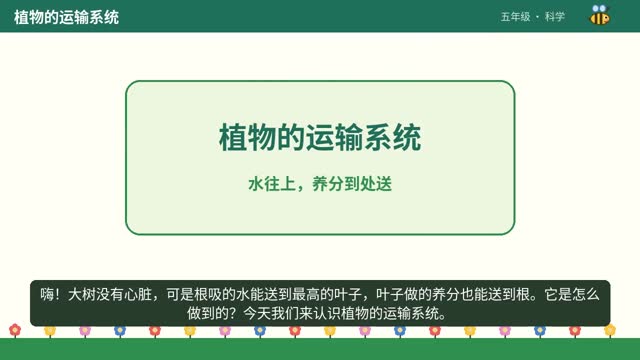 植物的运输系统
五年级 · 科学
植物的运输系统
水往上，养分到处送
嗨！大树没有心脏，可是根吸的水能送到最高的叶子，叶子做的养分也能送到根。它是怎么
做到的？今天我们来认识植物的运输系统。